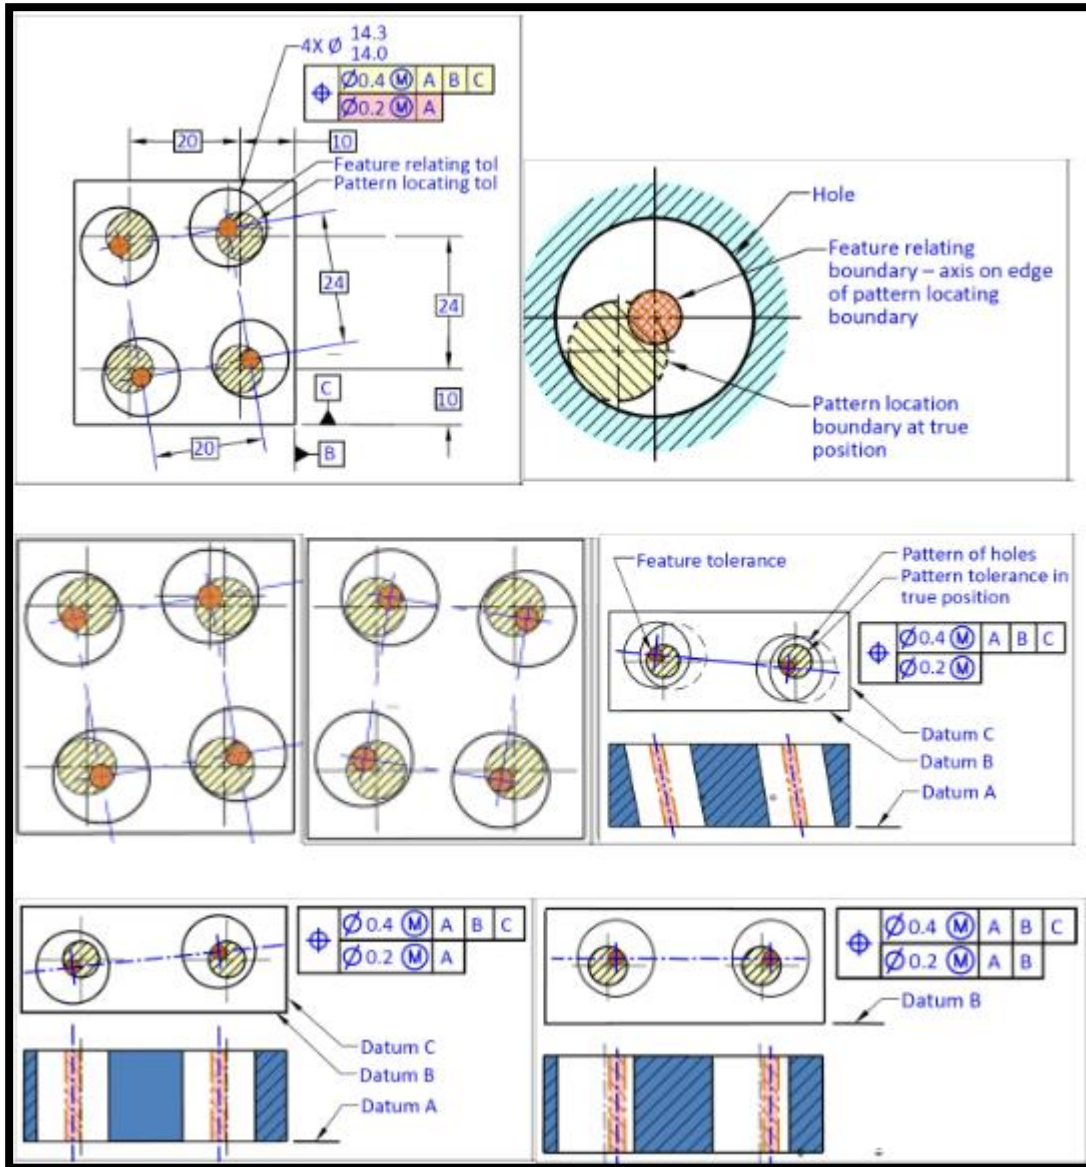 4X Ø 14.3
14.0
⌖ Ø0.4 Ⓜ A B C
Ø0.2 Ⓜ A
20
10
Feature relating tol
Pattern locating tol
24
24
10
C
20
B
Hole
Feature relating
boundary – axis on edge
of pattern locating
boundary
Pattern location
boundary at true
position
Feature tolerance
Pattern of holes
Pattern tolerance in
true position
⌖ Ø0.4 Ⓜ A B C
Ø0.2 Ⓜ
Datum C
Datum B
Datum A
⌖ Ø0.4 Ⓜ A B C
Ø0.2 Ⓜ A
Datum C
Datum B
Datum A
⌖ Ø0.4 Ⓜ A B C
Ø0.2 Ⓜ A B
Datum B